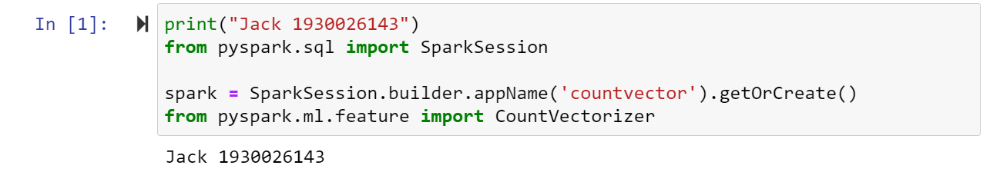 In [1]: print("Jack 1930026143")
from pyspark.sql import SparkSession
spark = SparkSession.builder.appName('countvector').getOrCreate()
from pyspark.ml.feature import CountVectorizer
Jack 1930026143